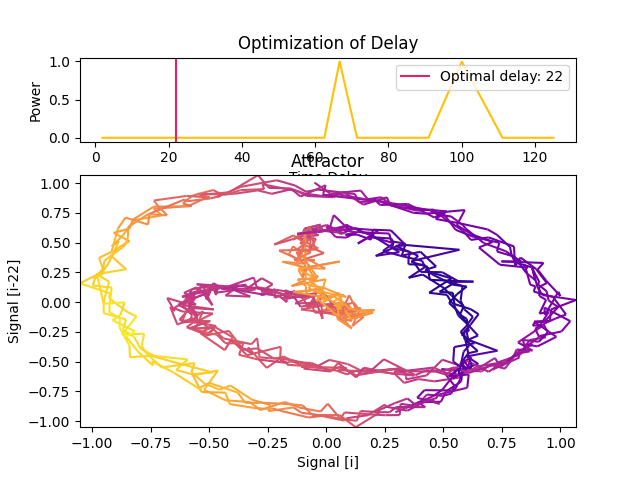 Optimization of Delay
Power
1.0
0.5
0.0
Optimal delay: 22
0 20 40 60 80 100 120
Time Delay
Attractor
Signal [i-22]
1.00
0.75
0.50
0.25
0.00
−0.25
−0.50
−0.75
−1.00
−1.00 −0.75 −0.50 −0.25 0.00 0.25 0.50 0.75 1.00
Signal [i]